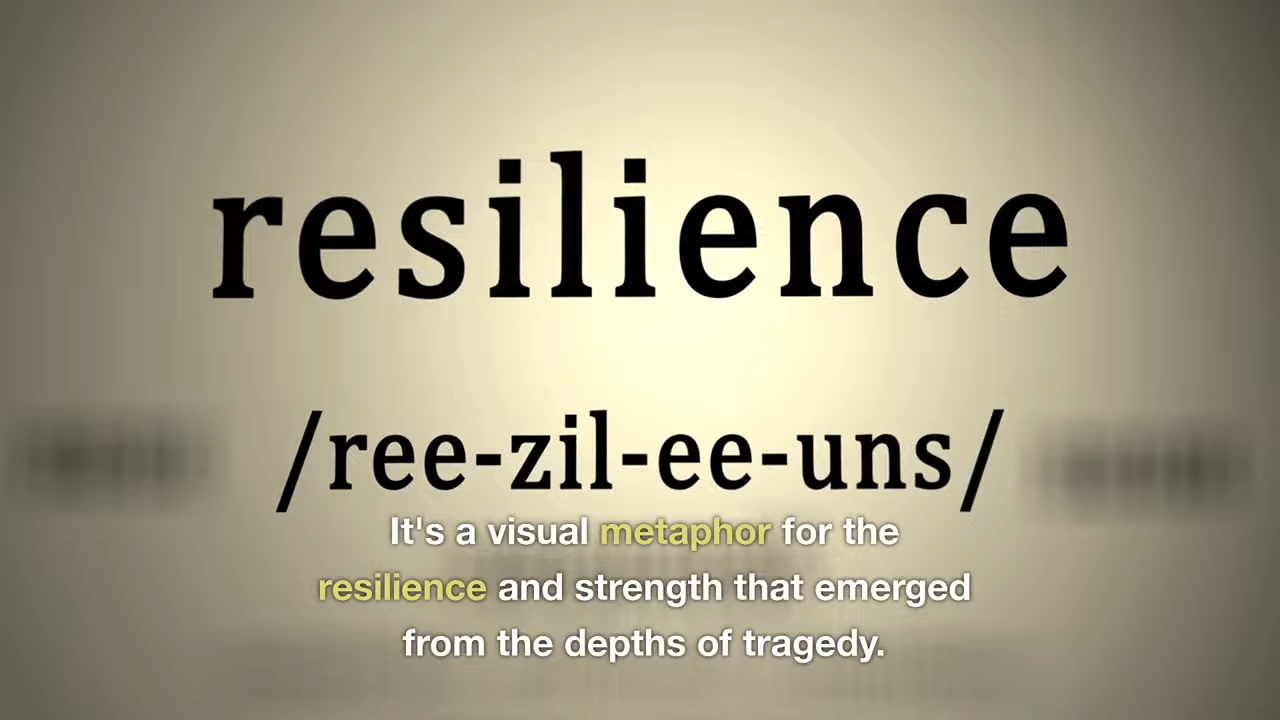 resilience
/ree-zil-ee-uns/
It's a visual metaphor for the
resilience and strength that emerged
from the depths of tragedy.